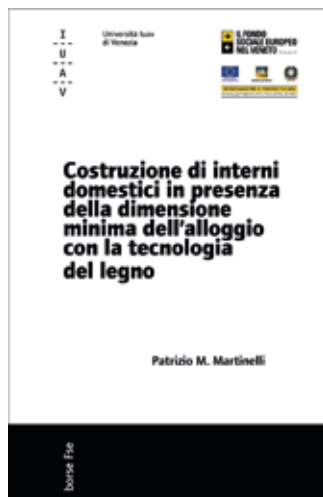 I
U
A
V
Università Iuav
di Venezia
IL FONDO
SOCIALE EUROPEO
NEL VENETO
Costruzione di interni
domestici in presenza
della dimensione
minima dell'alloggio
con la tecnologia
del legno
Patrizio M. Martinelli
borse Fse